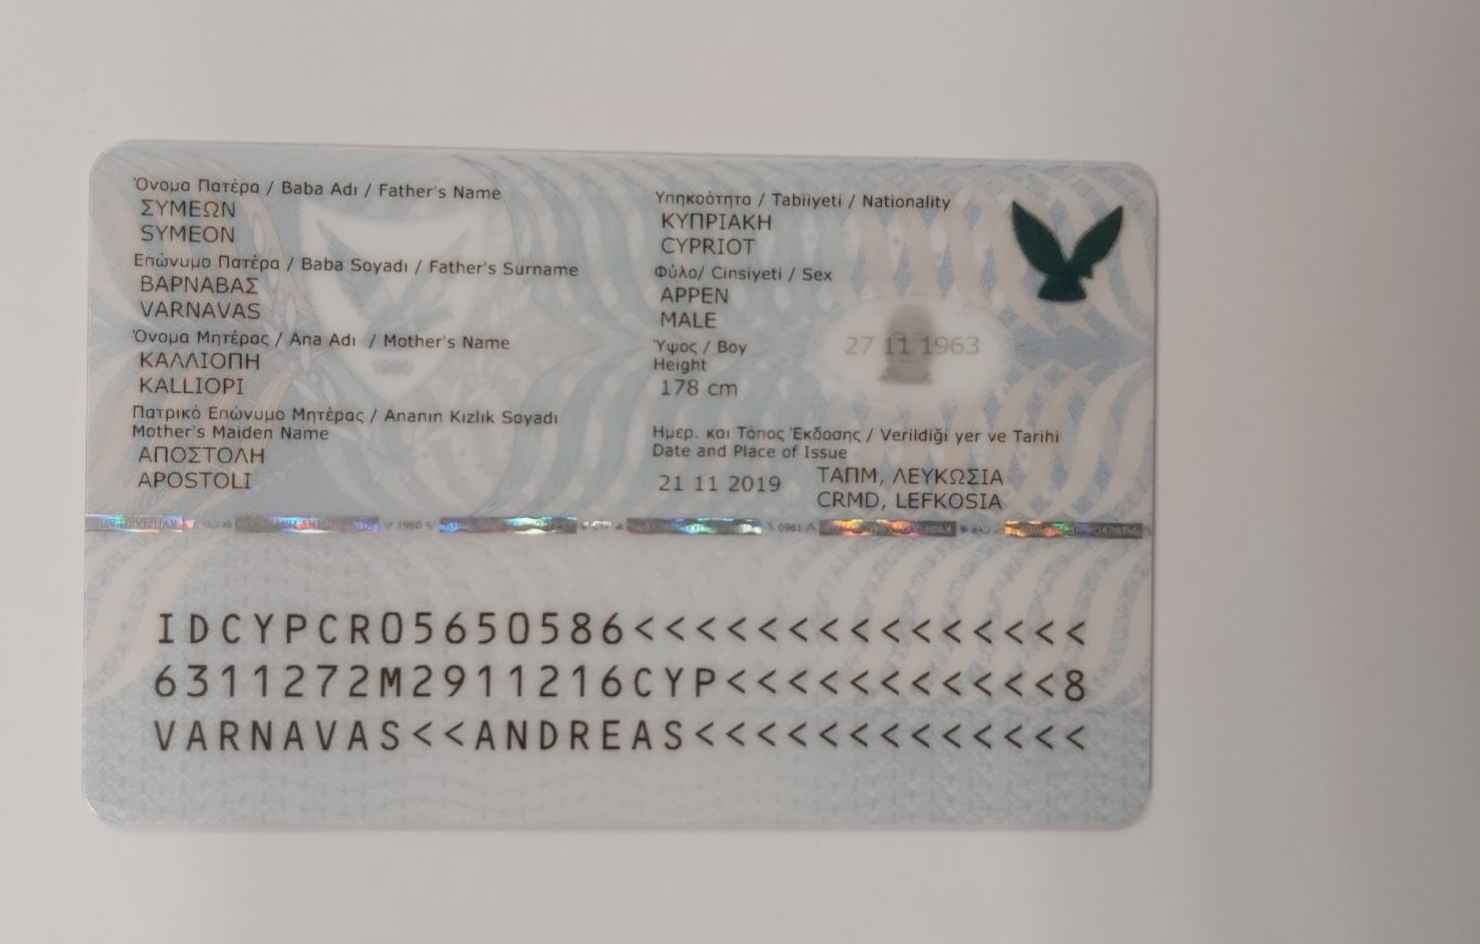 Όνομα Πατέρα / Baba Adı / Father's Name
ΣΥΜΕΩΝ
SYMEON
Επώνυμο Πατέρα / Baba Soyadı / Father's Surname
ΒΑΡΝΑΒΑΣ
VARNAVAS
Όνομα Μητέρας / Ana Adı / Mother's Name
ΚΑΛΛΙΟΠΗ
KALLIOPI
Πατρικό Επώνυμο Μητέρας / Ananın Kızlık Soyadı
Mother's Maiden Name
ΑΠΟΣΤΟΛΗ
APOSTOLI
Υπηκοότητα / Tabiiyeti / Nationality
ΚΥΠΡΙΑΚΗ
CYPRIOT
Φύλο/ Cinsiyeti / Sex
ΑΡΡΕΝ
MALE
Ύψος / Boy
Height
178 cm
27 11 1963
Ημερ. και Τόπος Έκδοσης / Verildiği yer ve Tarihi
Date and Place of Issue
21 11 2019
ΤΑΠΜ, ΛΕΥΚΩΣΙΑ
CRMD, LEFKOSIA
IDCYPCR05650586<<<<<<<<<<<<<<<
6311272M2911216CYP<<<<<<<<<<<8
VARNAVAS<<ANDREAS<<<<<<<<<<<<<